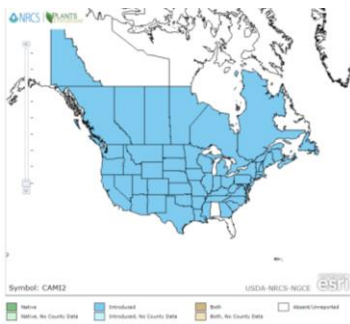 NRCS PLANTS
Symbol: CAMI2
USDA-NRCS-NGCE esri
Native Introduced Both Absent/Unreported
Native, No County Data Introduced, No County Data Both, No County Data